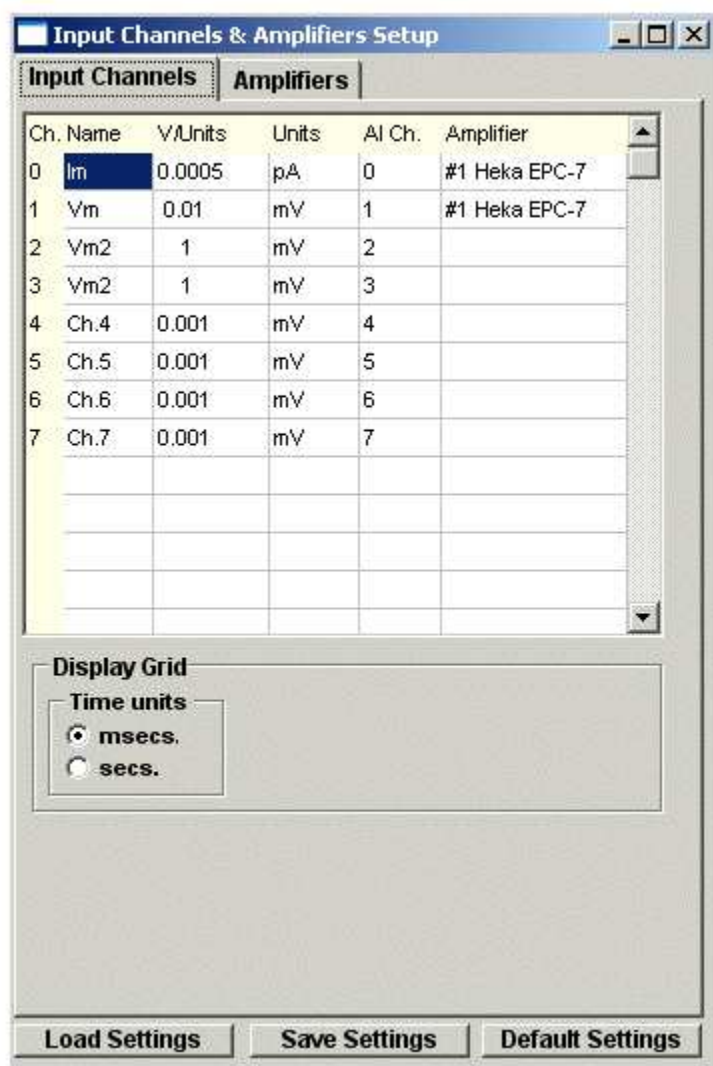 Input Channels & Amplifiers Setup
Input Channels Amplifiers
Ch. Name V/Units Units AI Ch. Amplifier
0 Im 0.0005 pA 0 #1 Heka EPC-7
1 Vm 0.01 mV 1 #1 Heka EPC-7
2 Vm2 1 mV 2
3 Vm2 1 mV 3
4 Ch.4 0.001 mV 4
5 Ch.5 0.001 mV 5
6 Ch.6 0.001 mV 6
7 Ch.7 0.001 mV 7
Display Grid
Time units
msecs.
secs.
Load Settings Save Settings Default Settings